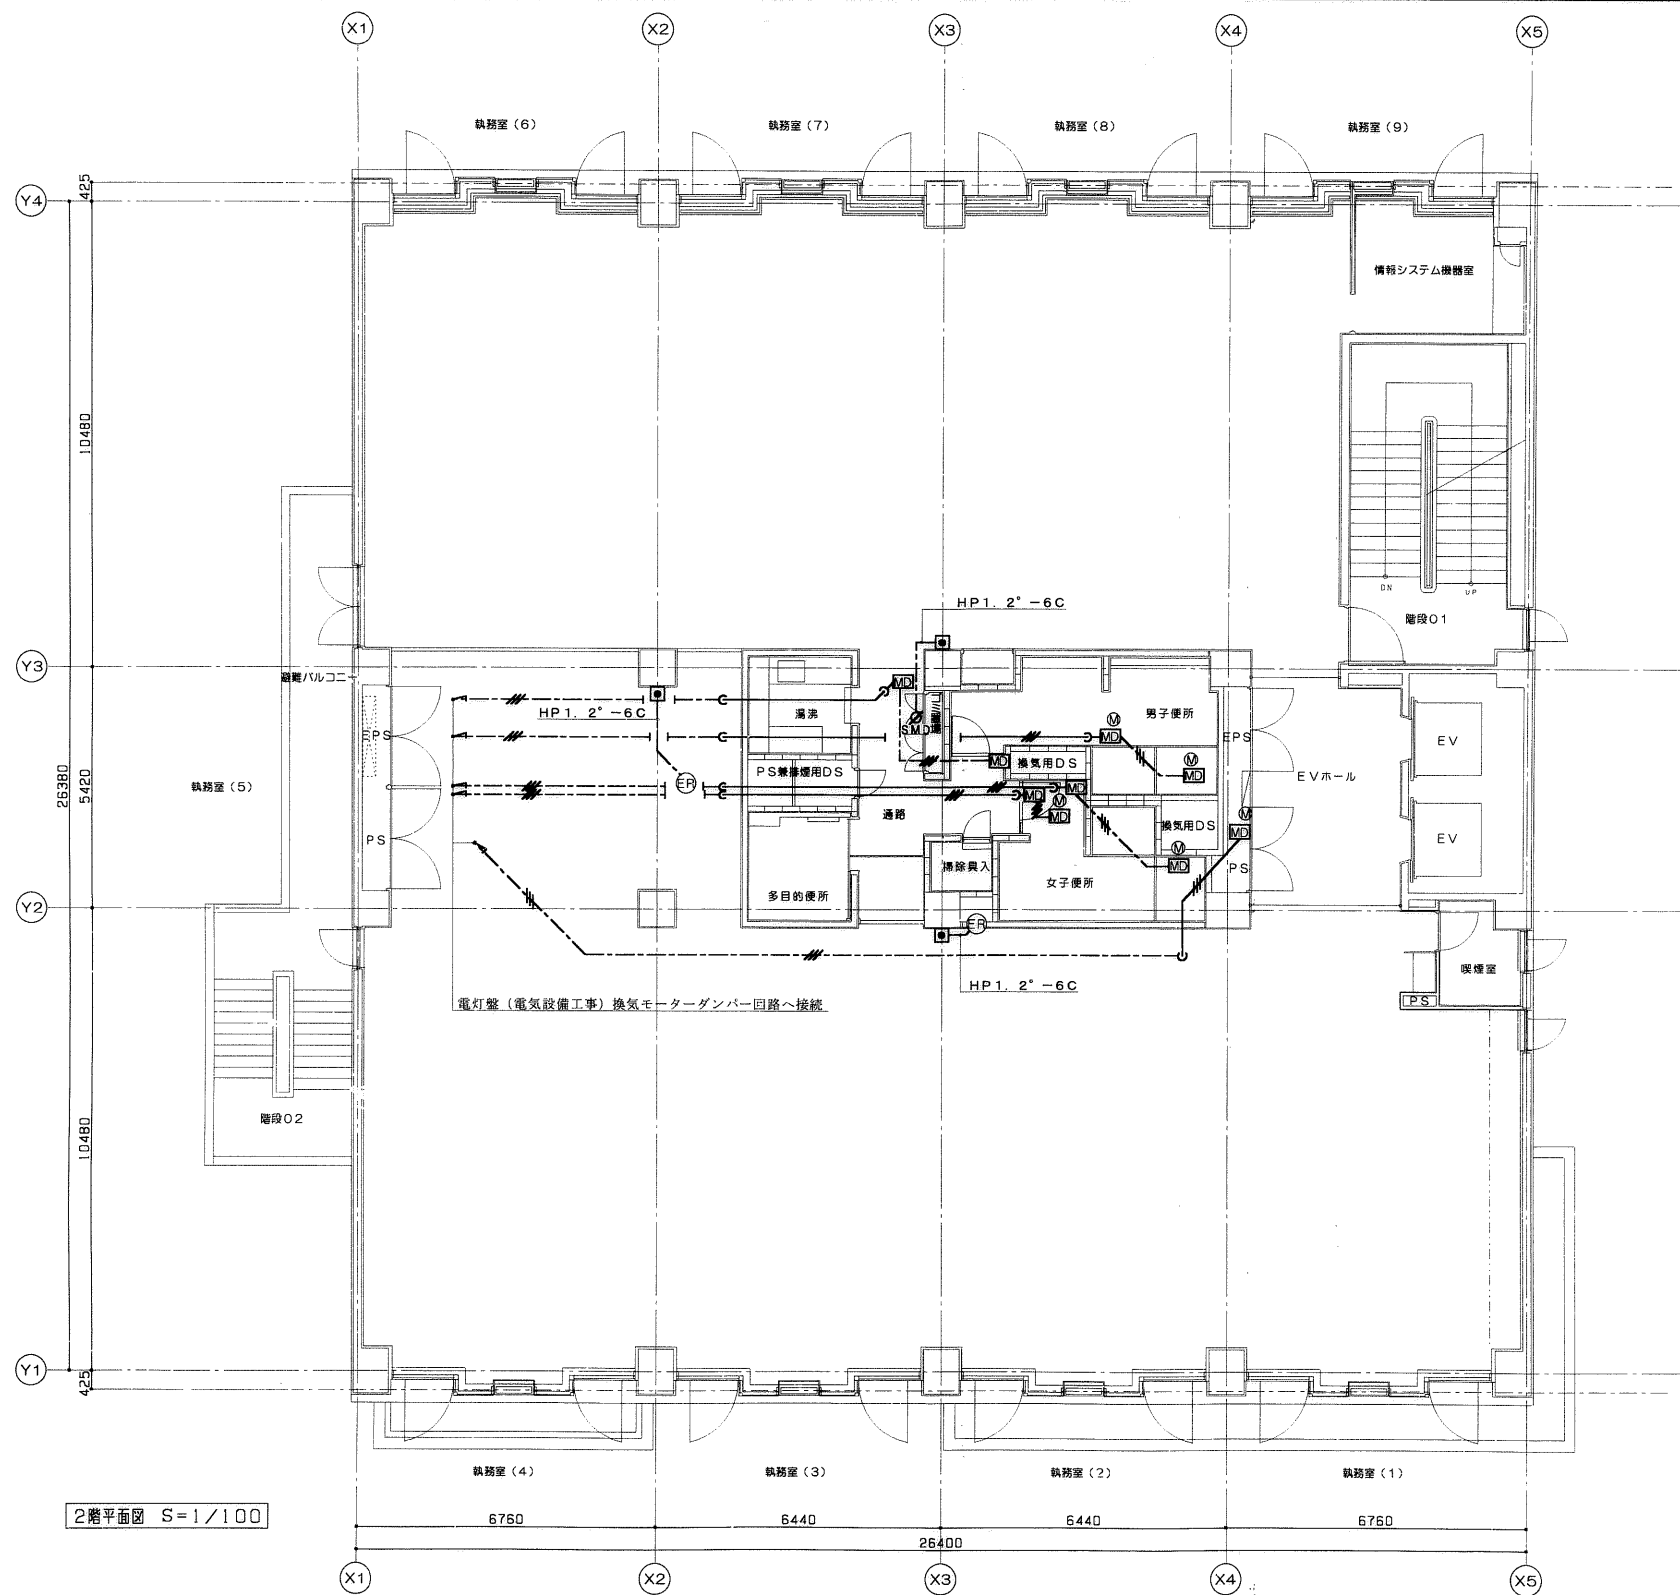 X1
X2
X3
X4
X5
執務室（6）
執務室（7）
執務室（8）
執務室（9）
425
Y4
情報システム機器室
10480
DN
UP
HP1. 2°-6C
階段01
Y3
避難バルコニー
MD
HP1. 2°-6C
湯沸
SMD
男子便所
M
MD
EPS
EPS
EV
MD
換気用DS
M
MD
EVホール
PS兼排煙用DS
ER
26380
5420
執務室（5）
MD
MD
M
MD
通路
換気用DS
M
MD
EV
PS
掃除具入
M
MD
PS
女子便所
多目的便所
Y2
ER
喫煙室
HP1. 2°-6C
PS
電灯盤（電気設備工事）換気モーターダンパー回路へ接続
階段02
10480
Y1
425
執務室（4）
執務室（3）
執務室（2）
執務室（1）
2階平面図 S=1/100
6760
6440
6440
6760
26400
X1
X2
X3
X4
X5